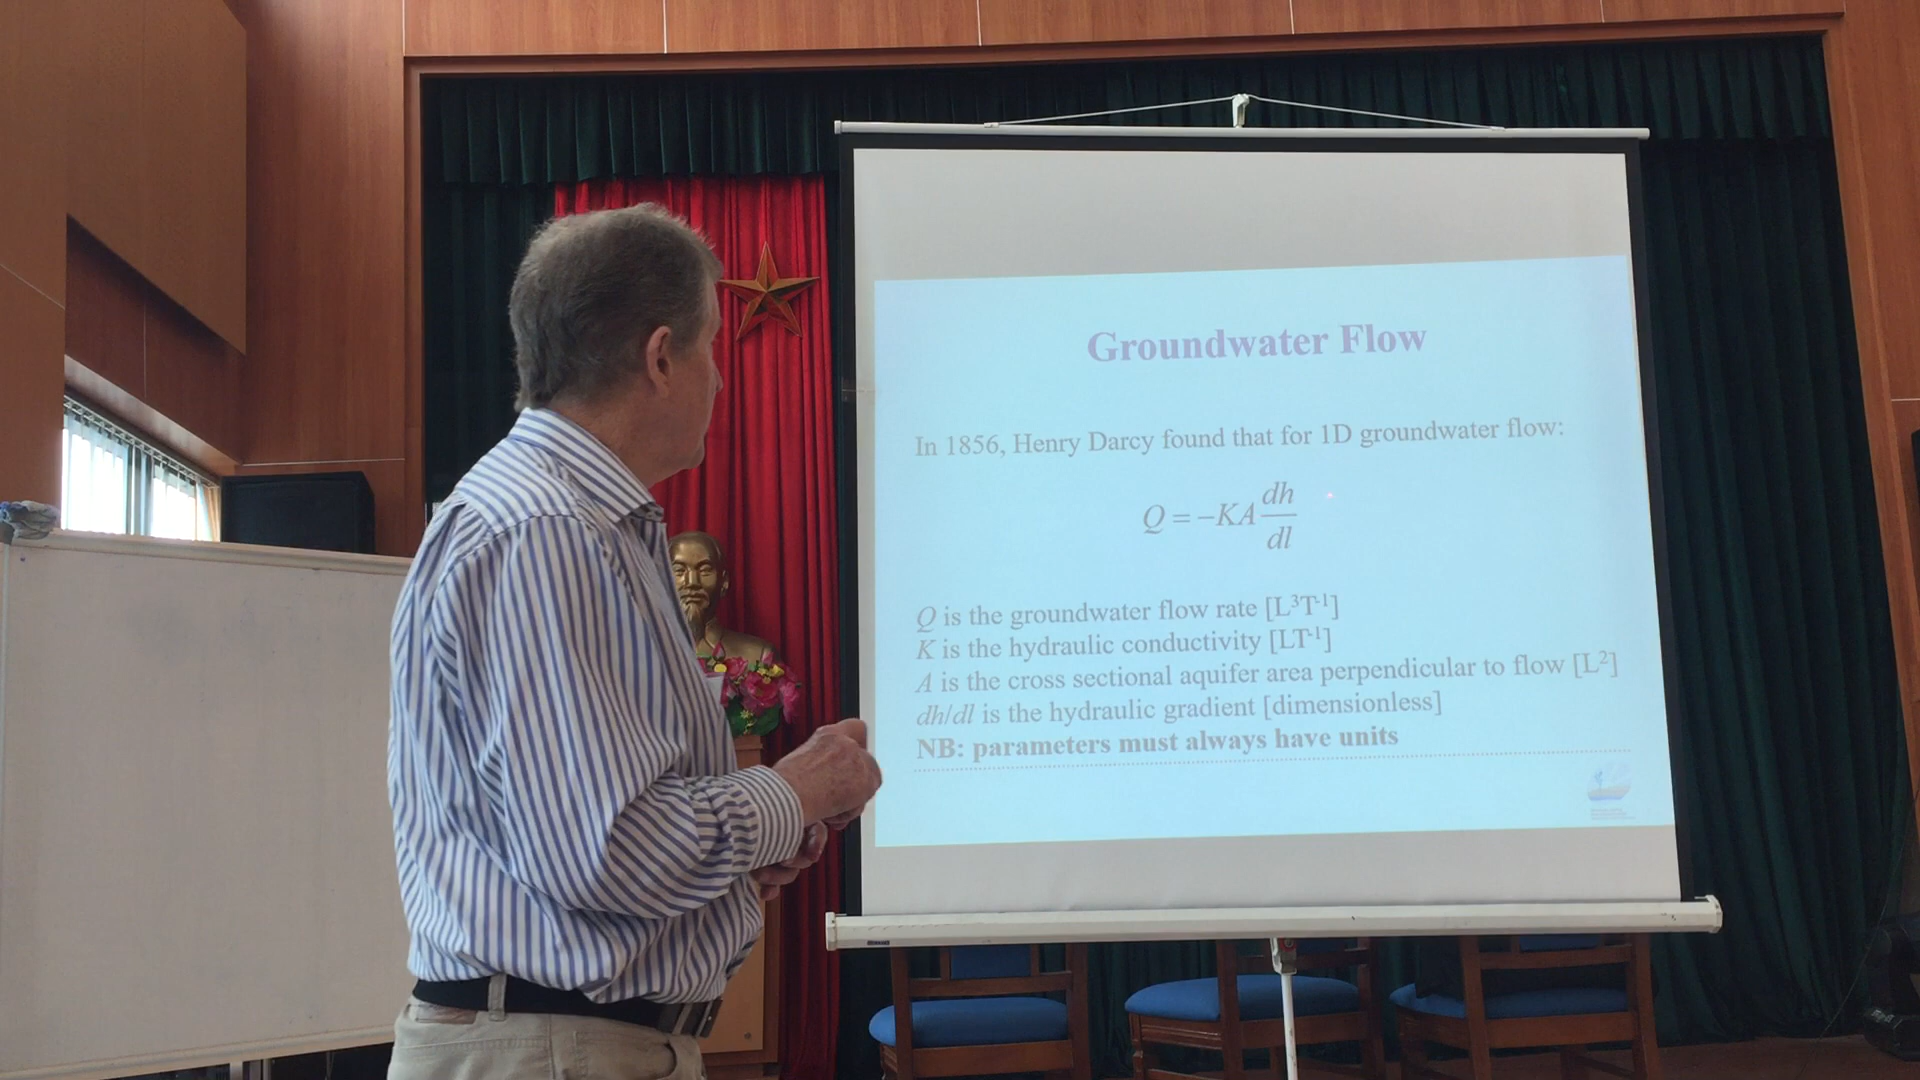 Groundwater Flow
In 1856, Henry Darcy found that for 1D groundwater flow:
Q = −KA dh/dl
Q is the groundwater flow rate [L³T⁻¹]
K is the hydraulic conductivity [LT⁻¹]
A is the cross sectional aquifer area perpendicular to flow [L²]
dh/dl is the hydraulic gradient [dimensionless]
NB: parameters must always have units